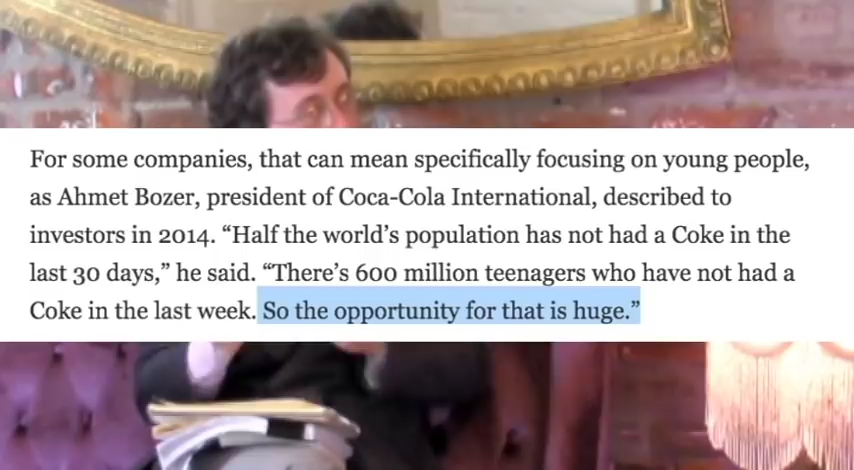 For some companies, that can mean specifically focusing on young people,
as Ahmet Bozer, president of Coca-Cola International, described to
investors in 2014. “Half the world’s population has not had a Coke in the
last 30 days,” he said. “There’s 600 million teenagers who have not had a
Coke in the last week. So the opportunity for that is huge.”